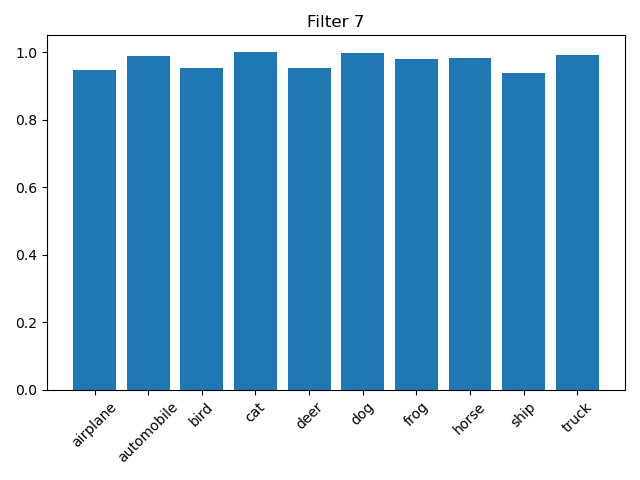 Filter 7
1.0
0.8
0.6
0.4
0.2
0.0
airplane
automobile
bird
cat
deer
dog
frog
horse
ship
truck